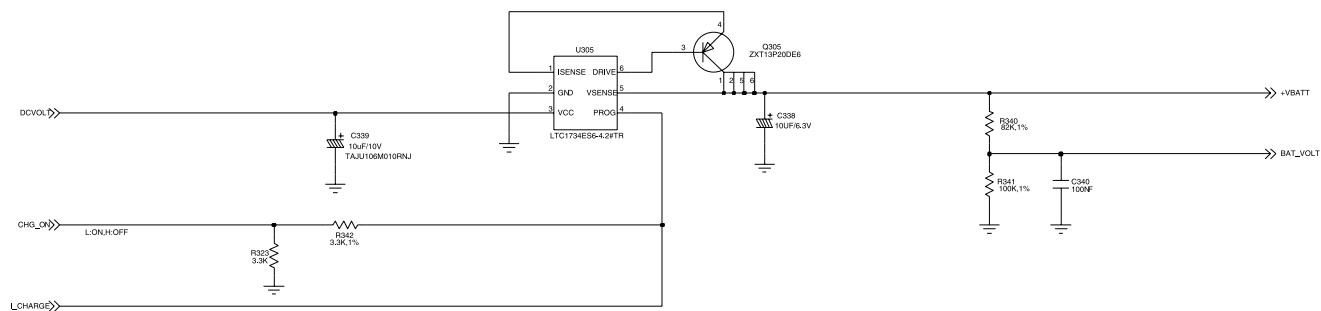 4
U305
3
Q305
ZXT13P20DE6
1 ISENSE DRIVE 6
1 2 5 6
2 GND VSENSE 5
+VBATT
DCVOLT
3 VCC PROG 4
C338
10UF/6.3V
R340
82K,1%
C339
10uF/10V
TAJU106M010RNJ
LTC1734ES6-4.2#TR
BAT_VOLT
R341
100K,1%
C340
100NF
CHG_ON
L:ON,H:OFF
R342
3.3K,1%
R323
3.3K
I_CHARGE